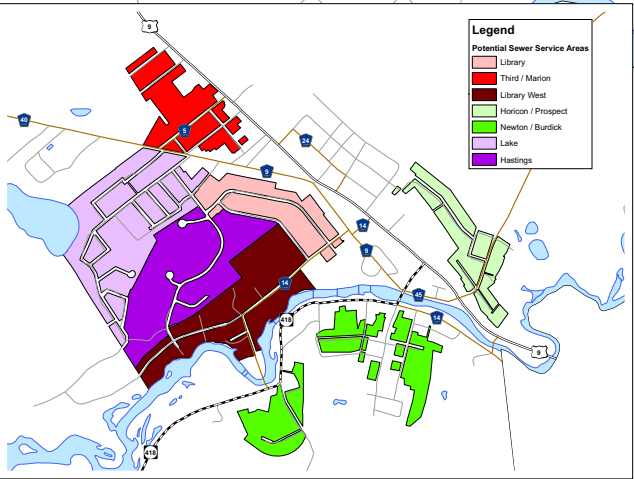 9
Legend
Potential Sewer Service Areas
Library
Third / Marion
Library West
Horicon / Prospect
Newton / Burdick
Lake
Hastings
40
5
24
9
14
9
14
45
14
418
9
418